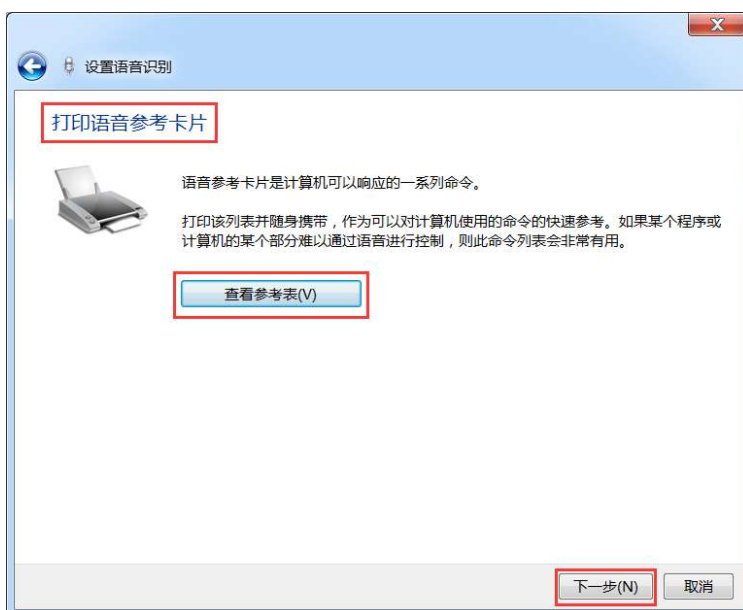 设置语音识别
打印语音参考卡片
语音参考卡片是计算机可以响应的一系列命令。
打印该列表并随身携带，作为可以对计算机使用的命令的快速参考。如果某个程序或
计算机的某个部分难以通过语音进行控制，则此命令列表会非常有用。
查看参考表(V)
下一步(N)
取消